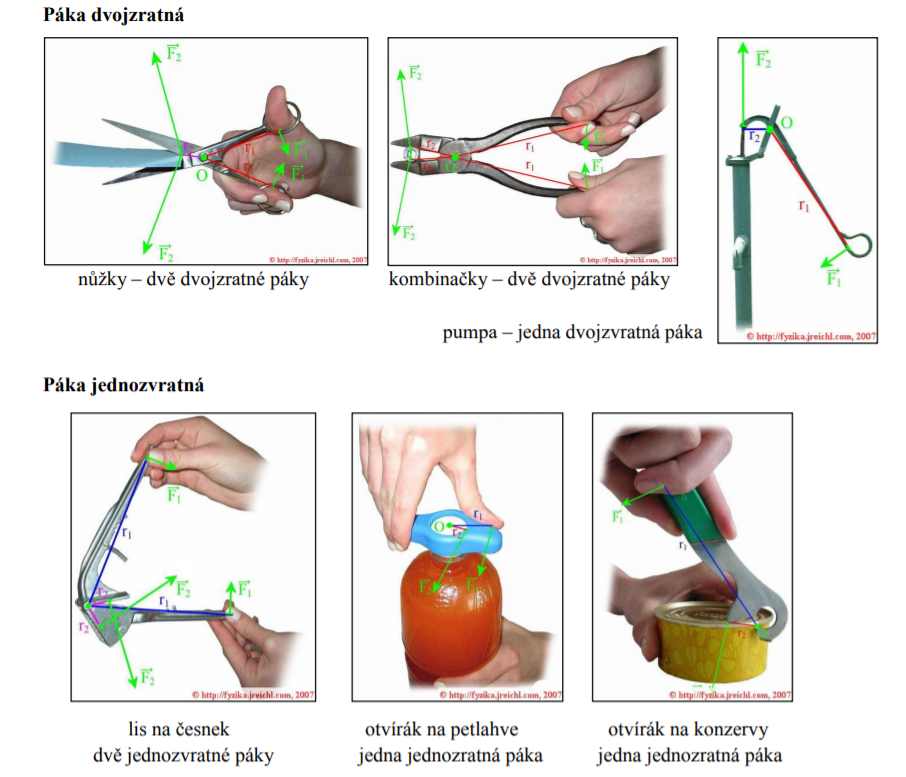 Páka dvojzratná
F₂
r₁
r₁
F₁
F₁
O
F₂
© http://fyzika.jreichl.com, 2007
F₂
r₂
r₁
r₁
F₁
F₂
© http://fyzika.jreichl.com, 2007
F₂
r₂
O
r₁
F₁
© http://fyzika.jreichl.com, 2007
nůžky – dvě dvojzratné páky
kombinačky – dvě dvojzratné páky
pumpa – jedna dvojzvratná páka
Páka jednozvratná
F₁
r₁
F₂
F₁
r₁
r₂
F₂
© http://fyzika.jreichl.com, 2007
r₁
O
r₂
© http://fyzika.jreichl.com, 2007
F₁
r₁
r₂
© http://fyzika.jreichl.com, 2007
lis na česnek
dvě jednozvratné páky
otvírák na petlahve
jedna jednozratná páka
otvírák na konzervy
jedna jednozratná páka